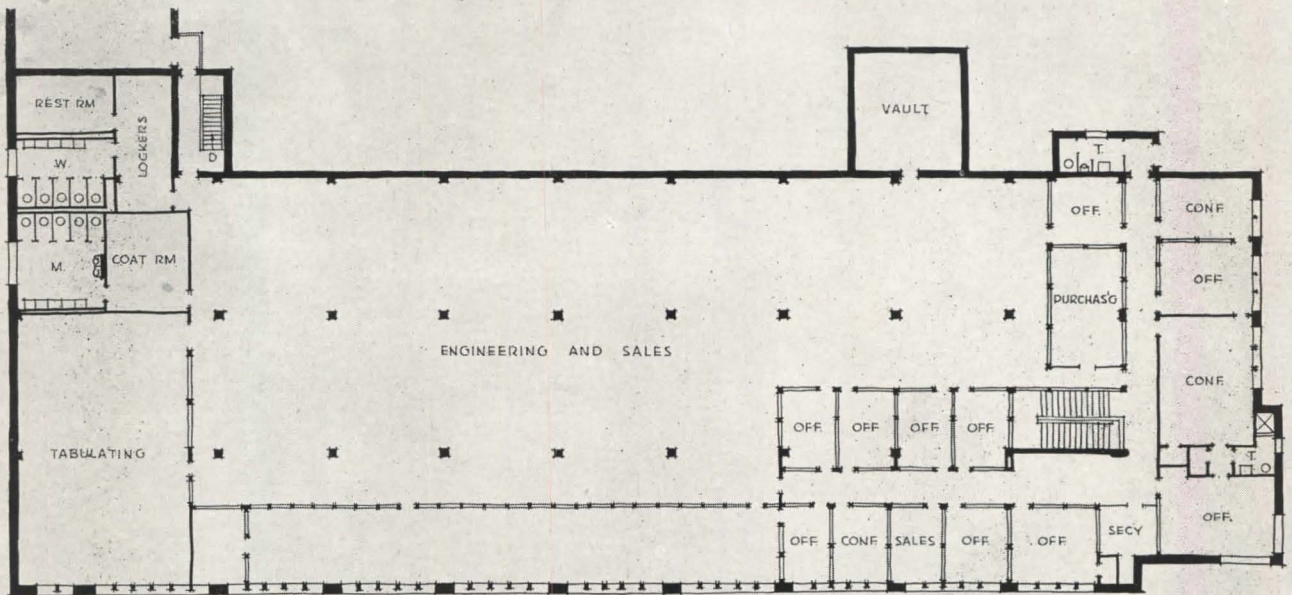 REST RM
LOCKERS
W.
D
VAULT
T.
OFF.
CONF.
M.
COAT RM
OFF.
PURCHAS'G
ENGINEERING AND SALES
CONF.
TABULATING
OFF.
OFF.
OFF.
OFF.
T.
OFF.
CONF.
SALES
OFF.
OFF.
SECY
OFF.